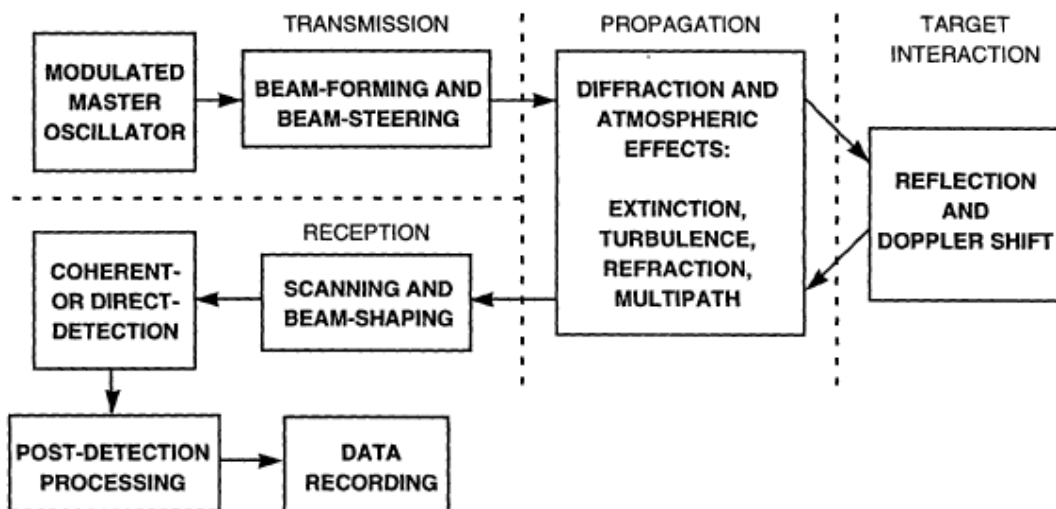 TRANSMISSION
PROPAGATION
TARGET
INTERACTION
MODULATED
MASTER
OSCILLATOR
BEAM-FORMING AND
BEAM-STEERING
DIFFRACTION AND
ATMOSPHERIC
EFFECTS:
EXTINCTION,
TURBULENCE,
REFRACTION,
MULTIPATH
REFLECTION
AND
DOPPLER SHIFT
RECEPTION
SCANNING AND
BEAM-SHAPING
COHERENT-
OR DIRECT-
DETECTION
POST-DETECTION
PROCESSING
DATA
RECORDING